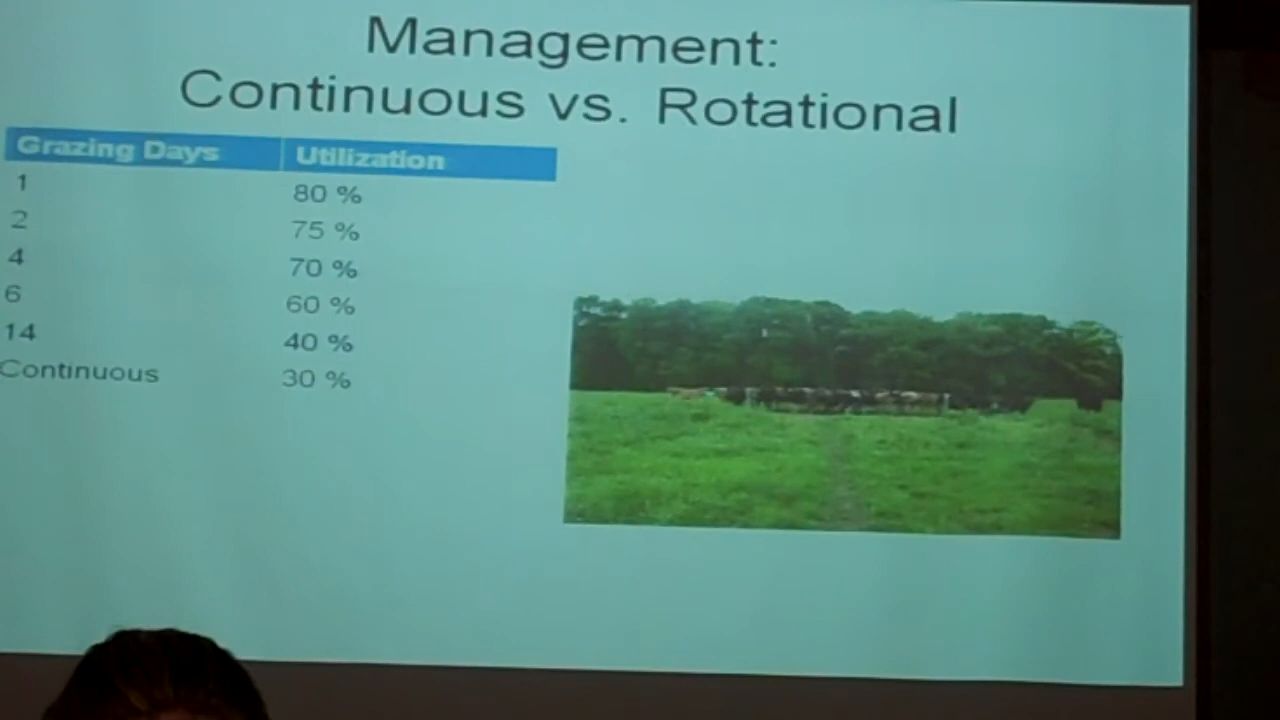 Management:
Continuous vs. Rotational
Grazing Days Utilization
1 80 %
2 75 %
4 70 %
6 60 %
14 40 %
Continuous 30 %